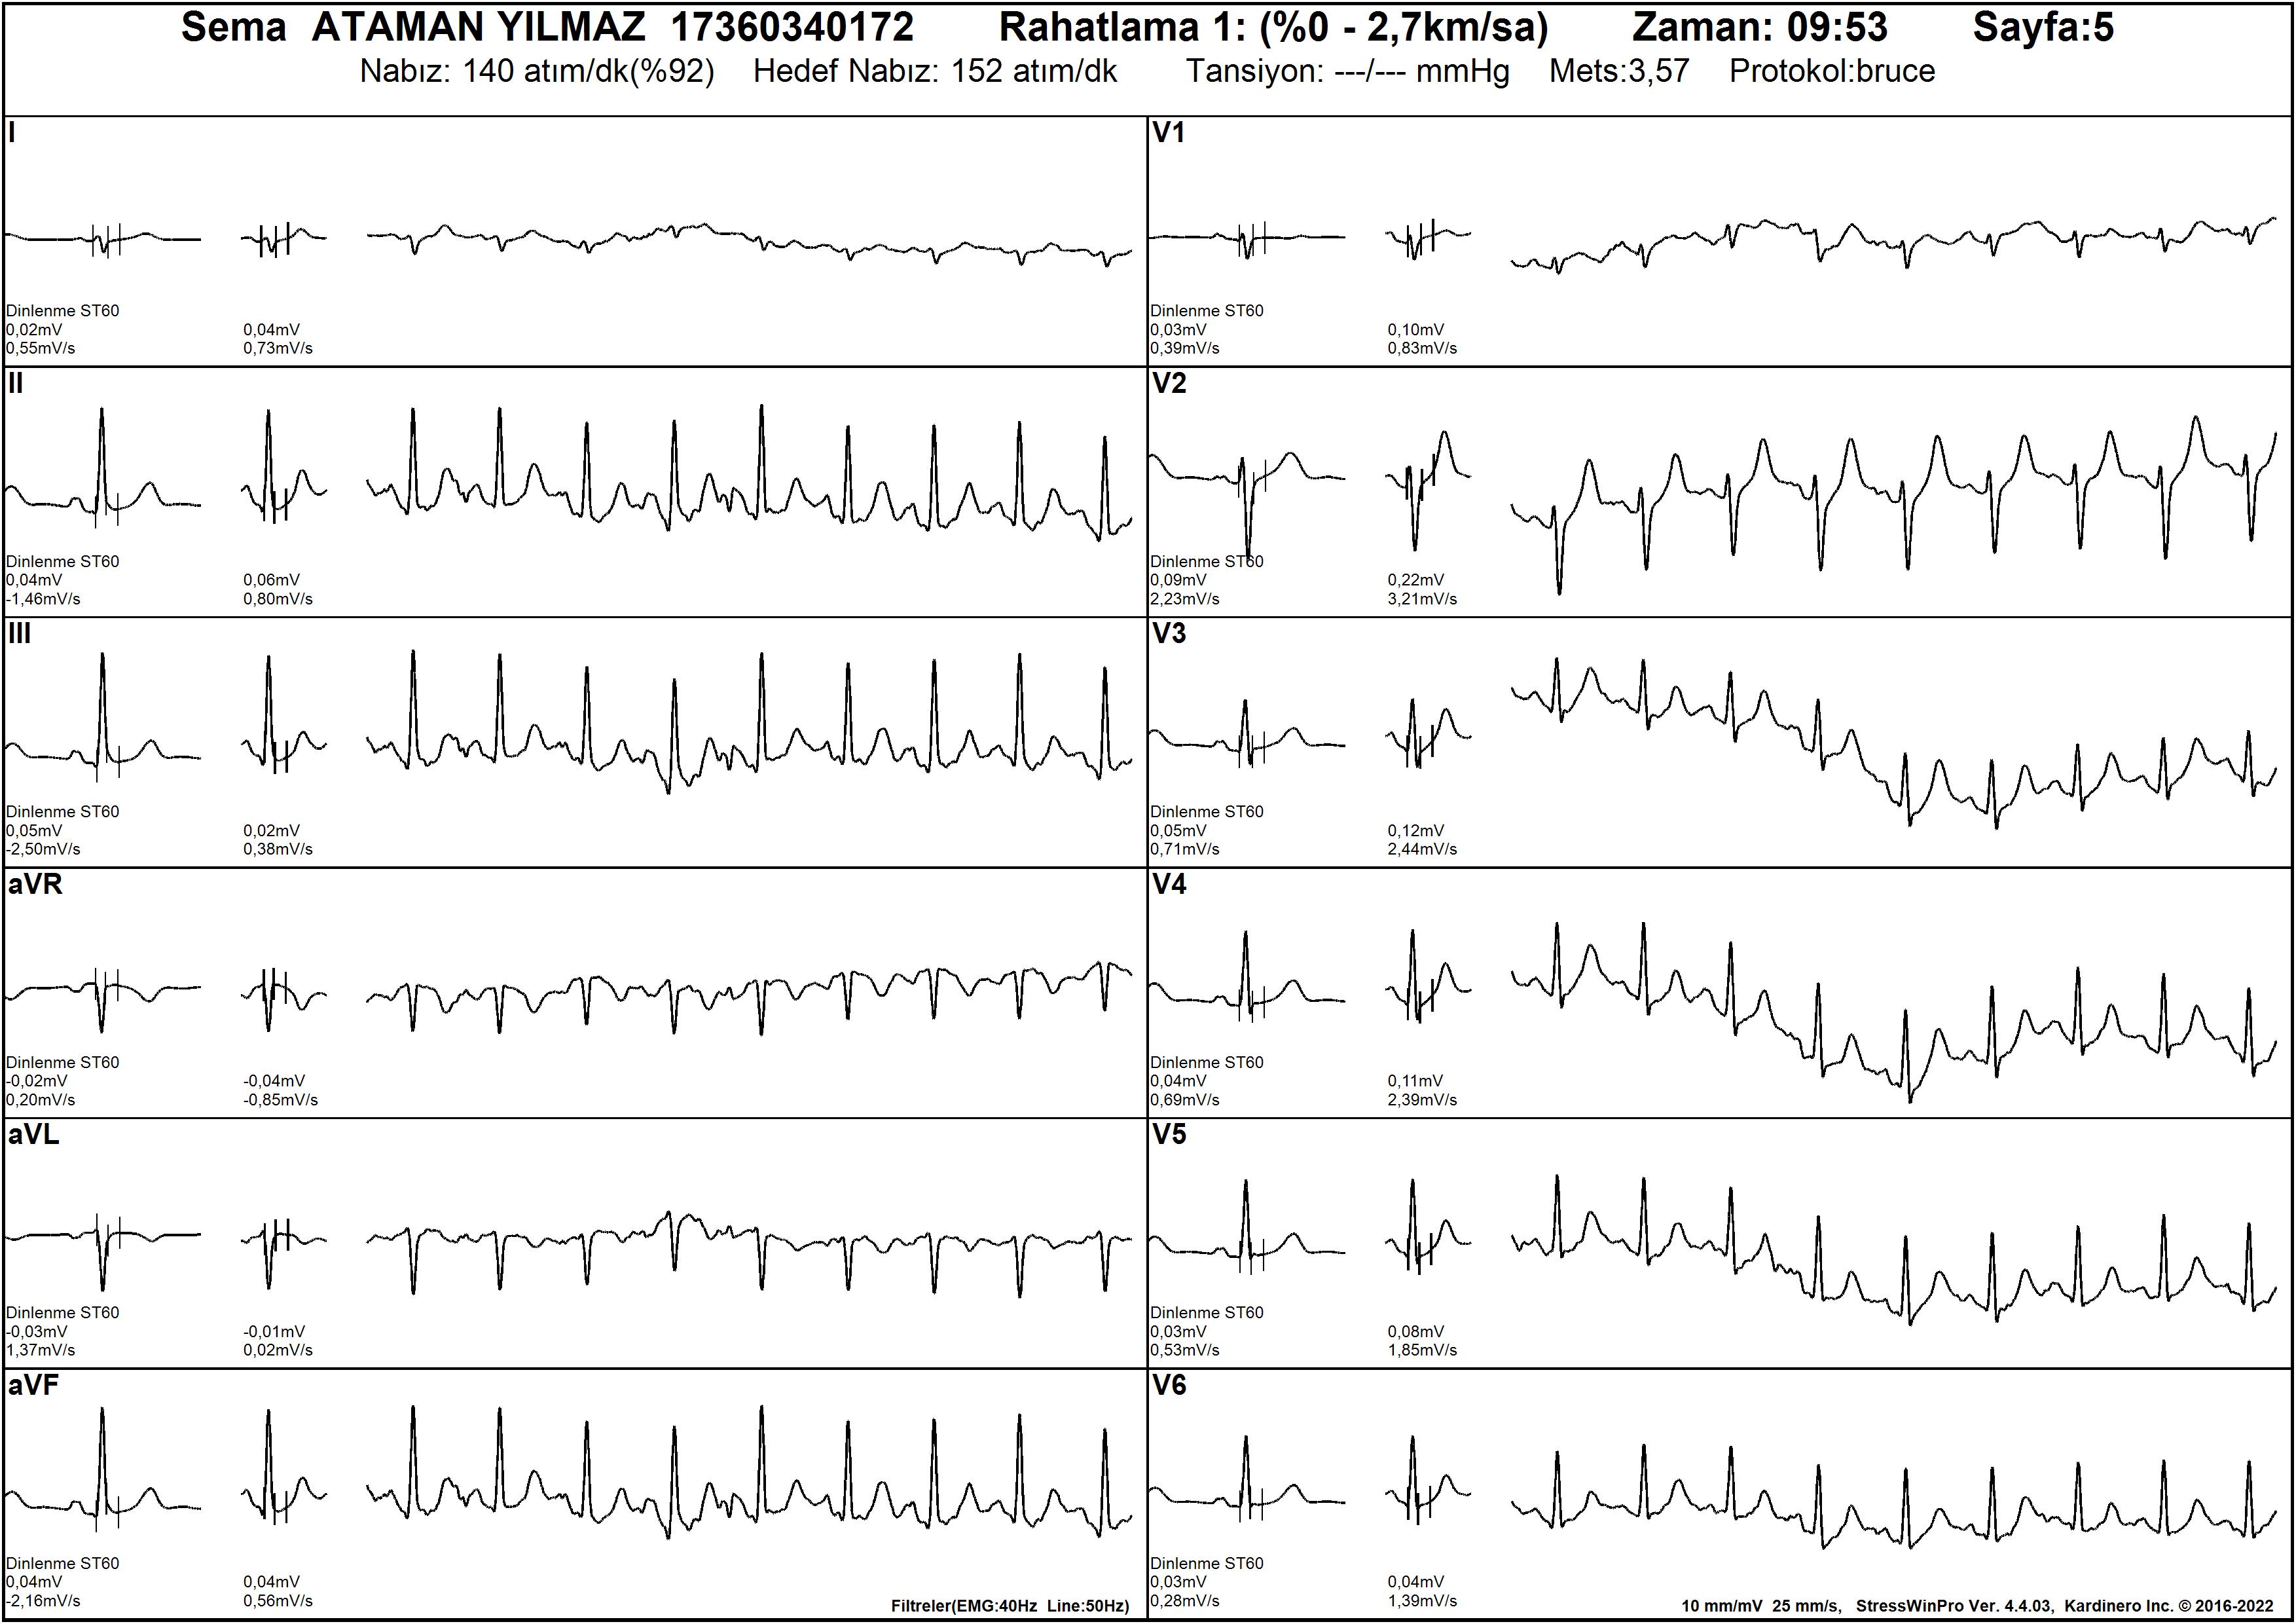 Sema ATAMAN YILMAZ 17360340172 Rahatlama 1: (%0 - 2,7km/sa) Zaman: 09:53 Sayfa:5
Nabız: 140 atım/dk(%92) Hedef Nabız: 152 atım/dk Tansiyon: ---/--- mmHg Mets:3,57 Protokol:bruce
I
Dinlenme ST60
0,02mV 0,04mV
0,55mV/s 0,73mV/s
II
Dinlenme ST60
0,04mV 0,06mV
-1,46mV/s 0,80mV/s
III
Dinlenme ST60
0,05mV 0,02mV
-2,50mV/s 0,38mV/s
aVR
Dinlenme ST60
-0,02mV -0,04mV
0,20mV/s -0,85mV/s
aVL
Dinlenme ST60
-0,03mV -0,01mV
1,37mV/s 0,02mV/s
aVF
Dinlenme ST60
0,04mV 0,04mV
-2,16mV/s 0,56mV/s
Filtreler(EMG:40Hz Line:50Hz)
V1
Dinlenme ST60
0,03mV 0,10mV
0,39mV/s 0,83mV/s
V2
Dinlenme ST60
0,09mV 0,22mV
2,23mV/s 3,21mV/s
V3
Dinlenme ST60
0,05mV 0,12mV
0,71mV/s 2,44mV/s
V4
Dinlenme ST60
0,04mV 0,11mV
0,69mV/s 2,39mV/s
V5
Dinlenme ST60
0,03mV 0,08mV
0,53mV/s 1,85mV/s
V6
Dinlenme ST60
0,03mV 0,04mV
0,28mV/s 1,39mV/s
10 mm/mV 25 mm/s, StressWinPro Ver. 4.4.03, Kardinero Inc. © 2016-2022